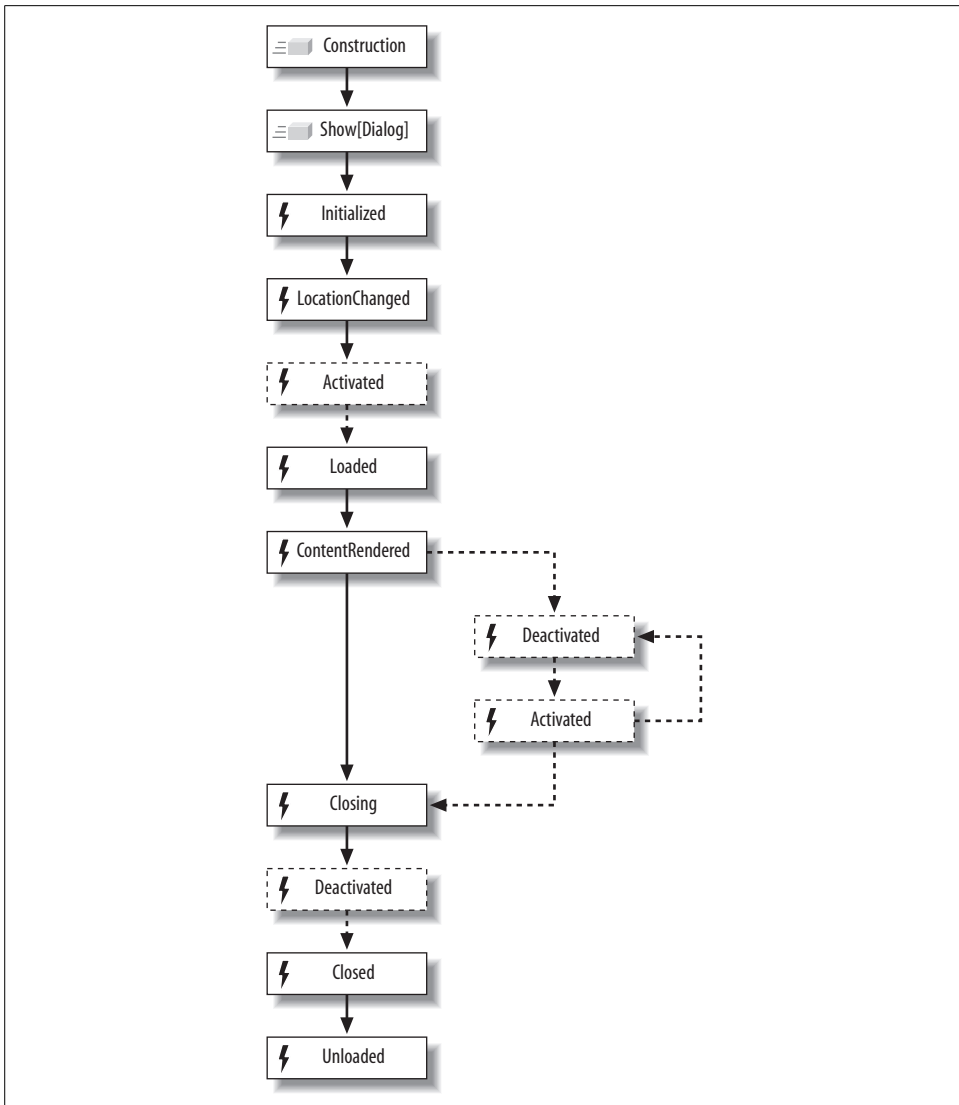 Construction
Show[Dialog]
Initialized
LocationChanged
Activated
Loaded
ContentRendered
Deactivated
Activated
Closing
Deactivated
Closed
Unloaded